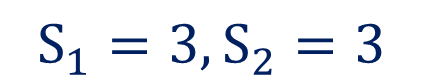 S₁ = 3, S₂ = 3